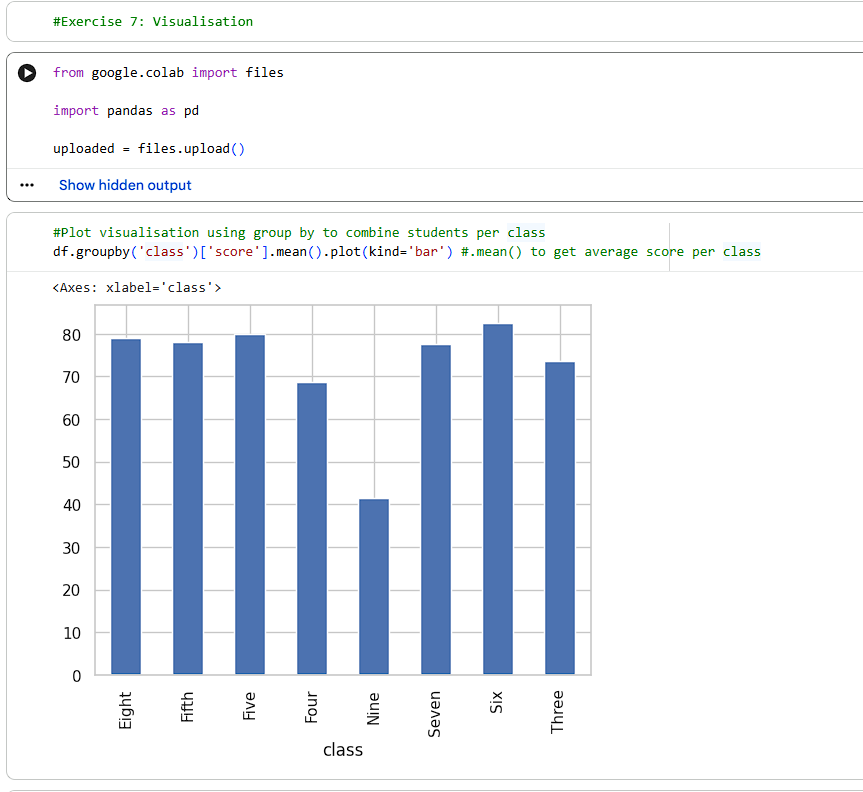 #Exercise 7: Visualisation
from google.colab import files
import pandas as pd
uploaded = files.upload()
Show hidden output
#Plot visualisation using group by to combine students per class
df.groupby('class')['score'].mean().plot(kind='bar') #.mean() to get average score per class
<Axes: xlabel='class'>
80
70
60
50
40
30
20
10
0
Eight
Fifth
Five
Four
Nine
Seven
Six
Three
class